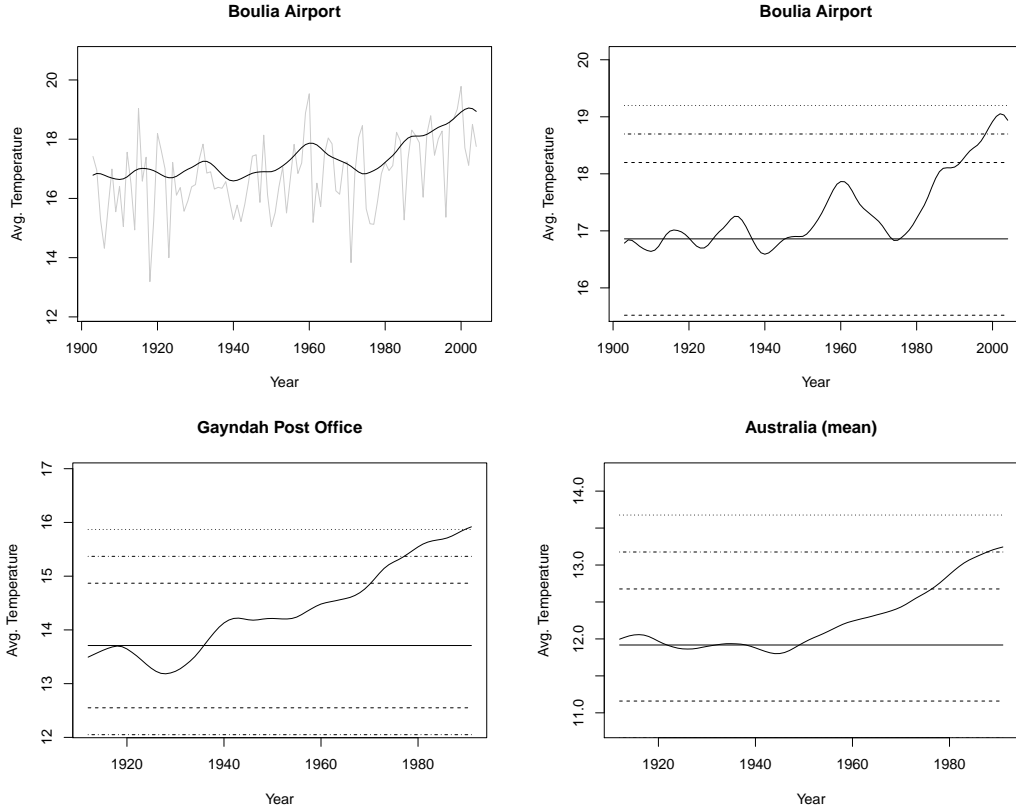 Boulia Airport
Avg. Temperature
20
18
16
14
12
1900 1920 1940 1960 1980 2000
Year
Boulia Airport
Avg. Temperature
20
19
18
17
16
1900 1920 1940 1960 1980 2000
Year
Gayndah Post Office
Avg. Temperature
17
16
15
14
13
12
1920 1940 1960 1980
Year
Australia (mean)
Avg. Temperature
14.0
13.0
12.0
11.0
1920 1940 1960 1980
Year